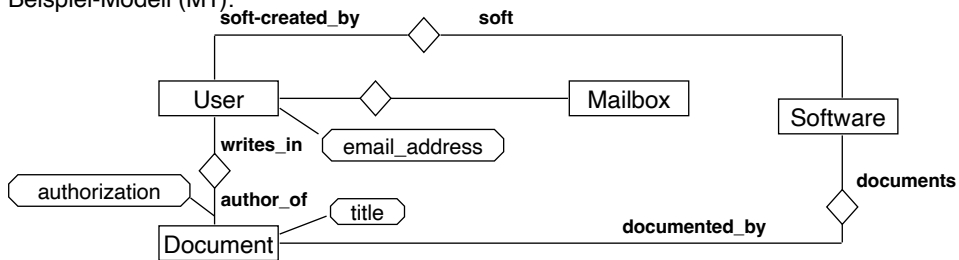 Beispiel-Modell (M1):
soft-created_by
soft
User
Mailbox
Software
writes_in
email_address
authorization
author_of
title
documents
documented_by
Document